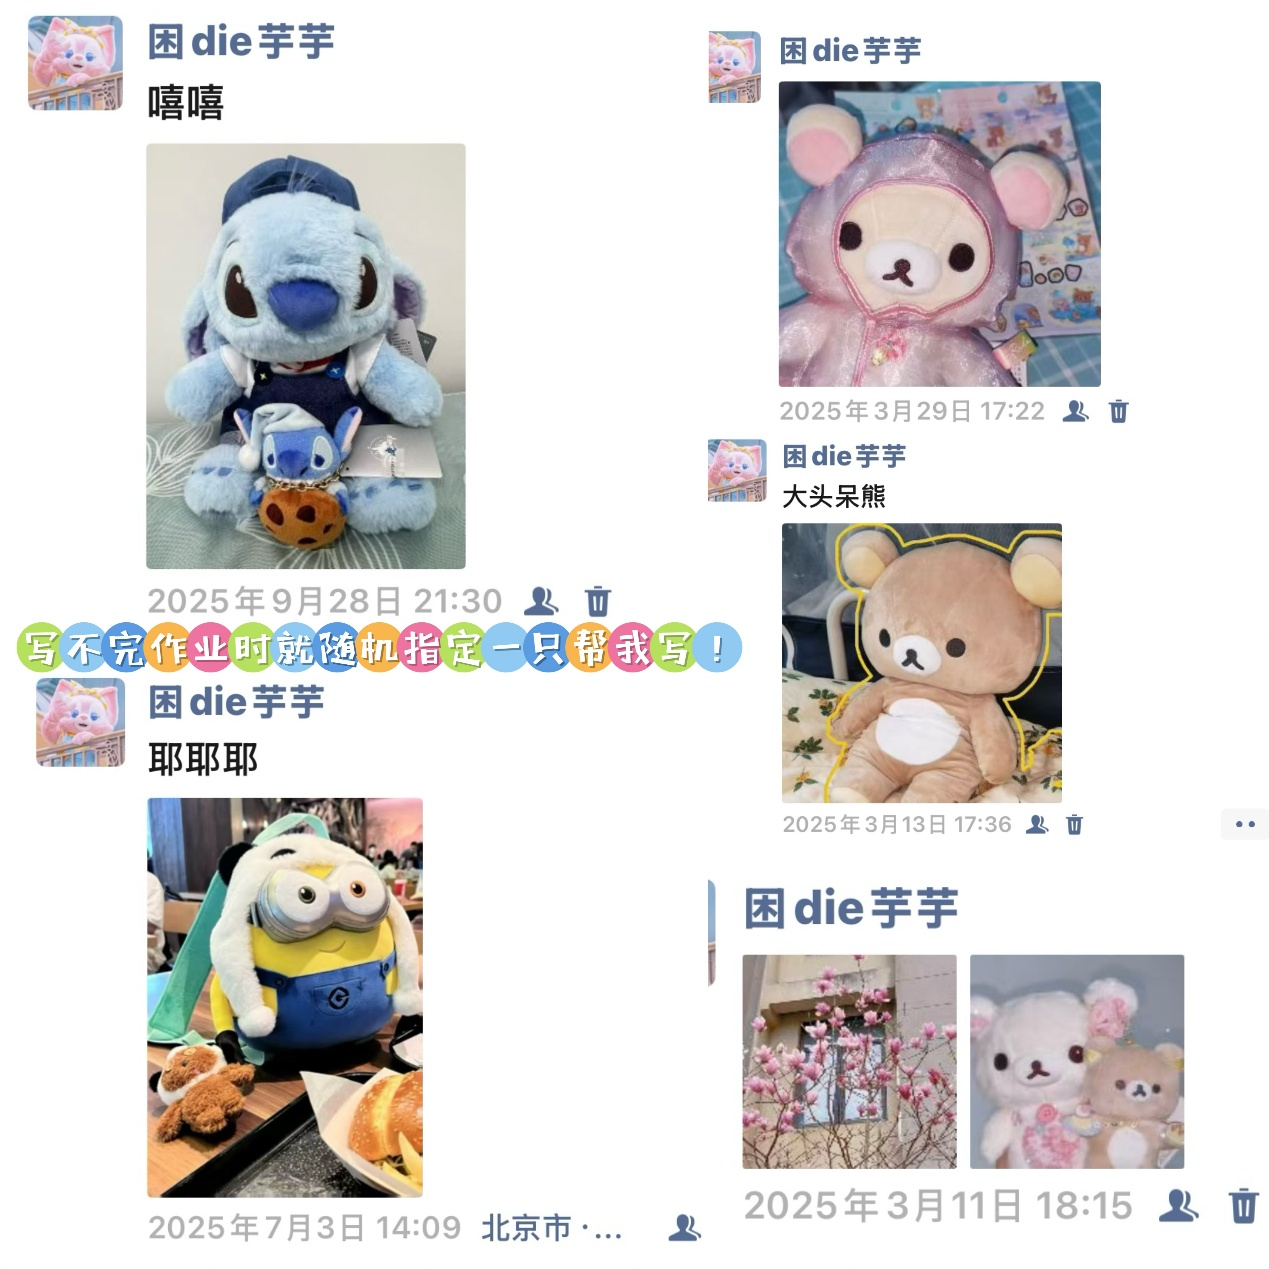 困die芋芋
嘻嘻
2025年9月28日 21:30
写不完作业时就随机指定一只帮我写！
困die芋芋
耶耶耶
2025年7月3日 14:09 北京市·...
困die芋芋
2025年3月29日 17:22
困die芋芋
大头呆熊
2025年3月13日 17:36
困die芋芋
2025年3月11日 18:15